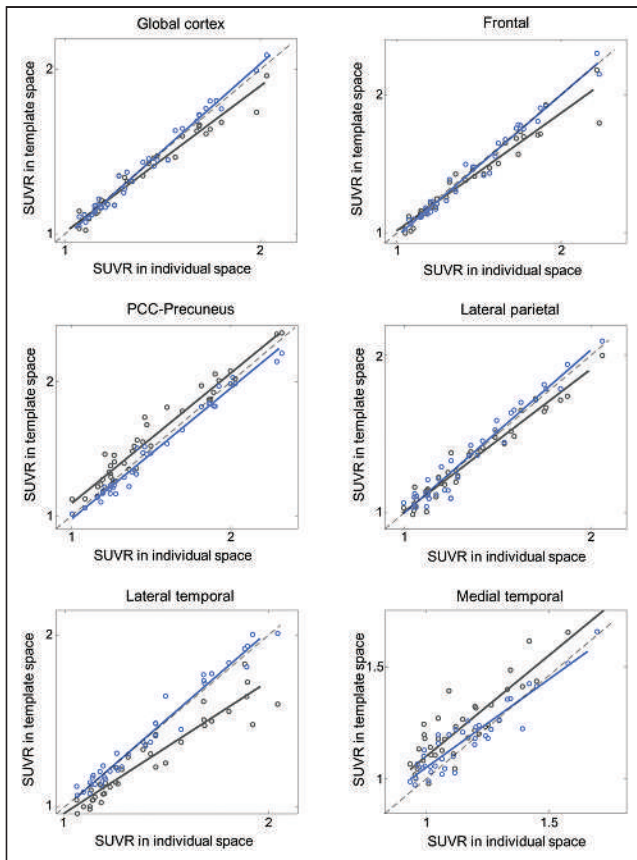 Global cortex
2
SUVR in template space
1
1
2
SUVR in individual space
Frontal
2
SUVR in template space
1
1
2
SUVR in individual space
PCC-Precuneus
2
SUVR in template space
1
1
2
SUVR in individual space
Lateral parietal
2
SUVR in template space
1
1
2
SUVR in individual space
Lateral temporal
2
SUVR in template space
1
1
2
SUVR in individual space
Medial temporal
1.5
SUVR in template space
1
1
1.5
SUVR in individual space